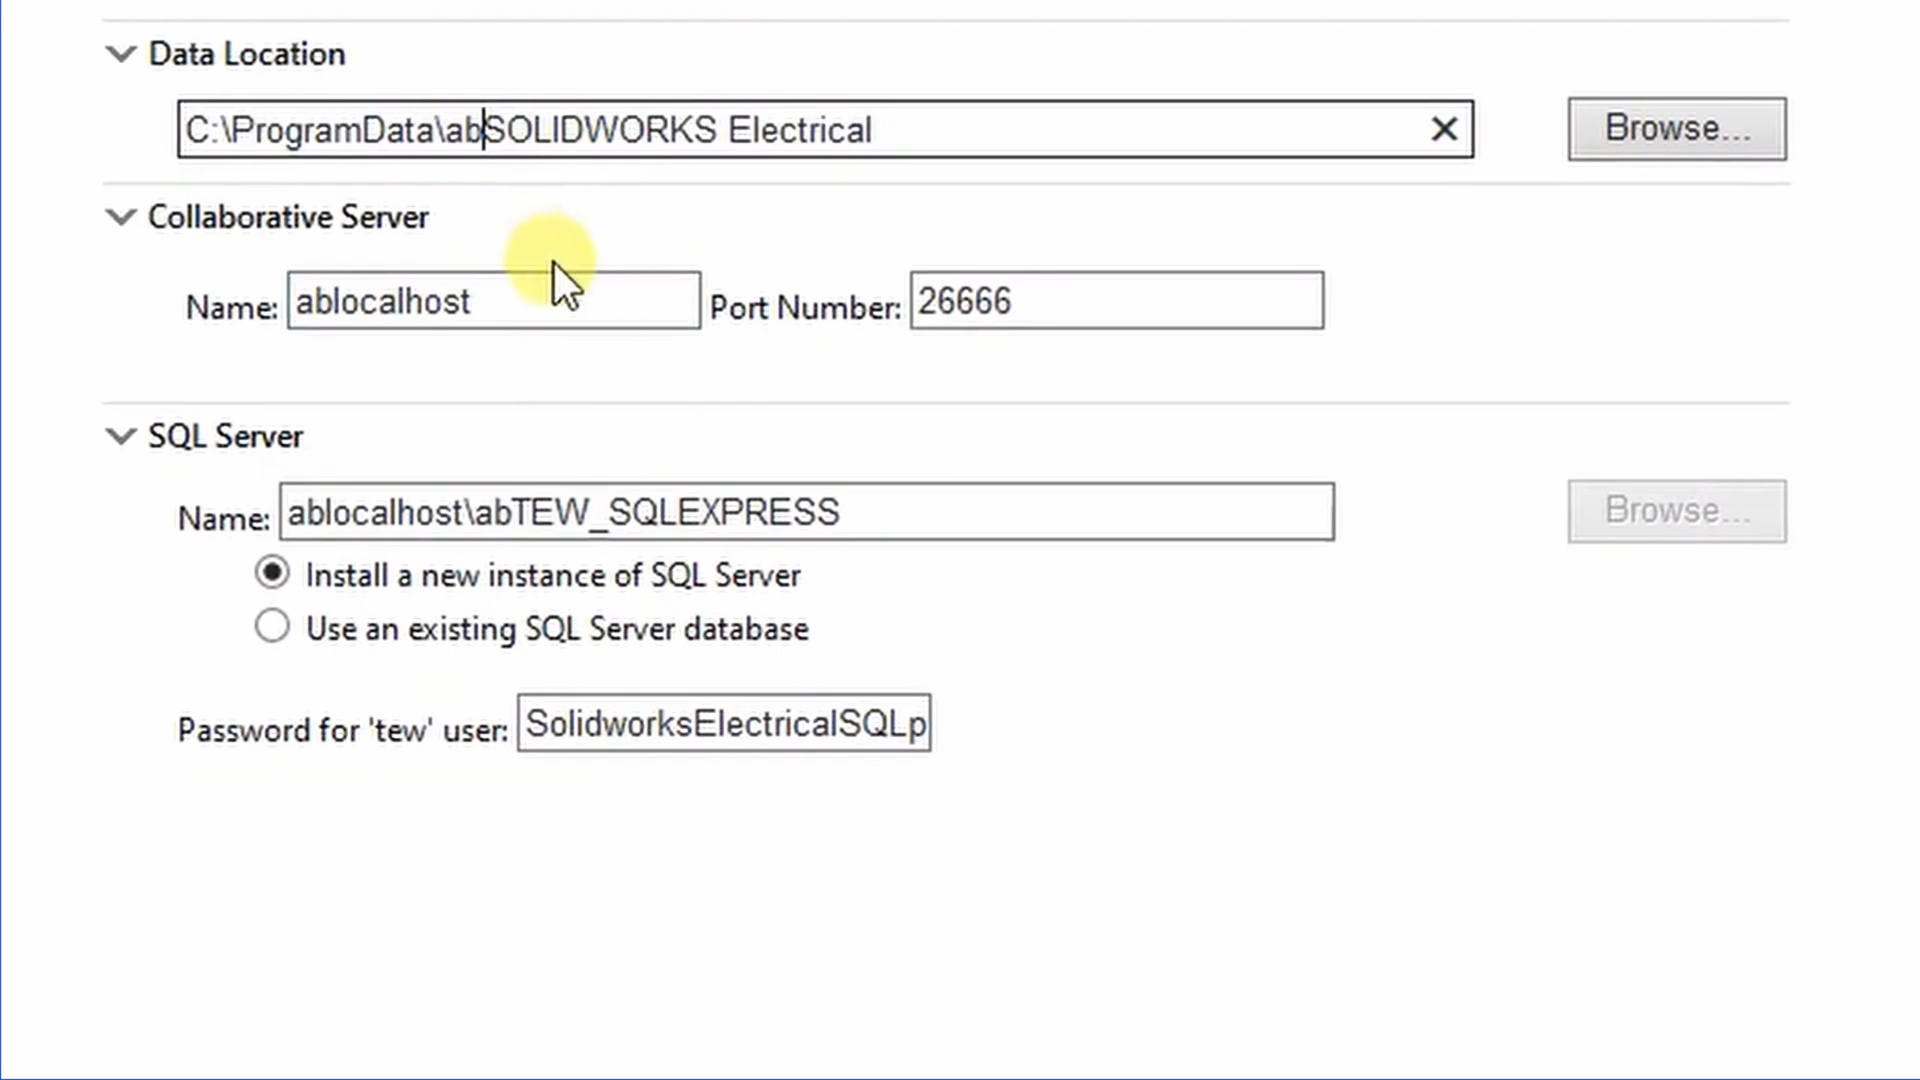 Data Location
C:\ProgramData\abSOLIDWORKS Electrical
Browse...
Collaborative Server
Name: ablocalhost Port Number: 26666
SQL Server
Name: ablocalhost\abTEW_SQLEXPRESS
Browse...
Install a new instance of SQL Server
Use an existing SQL Server database
Password for 'tew' user: SolidworksElectricalSQLp